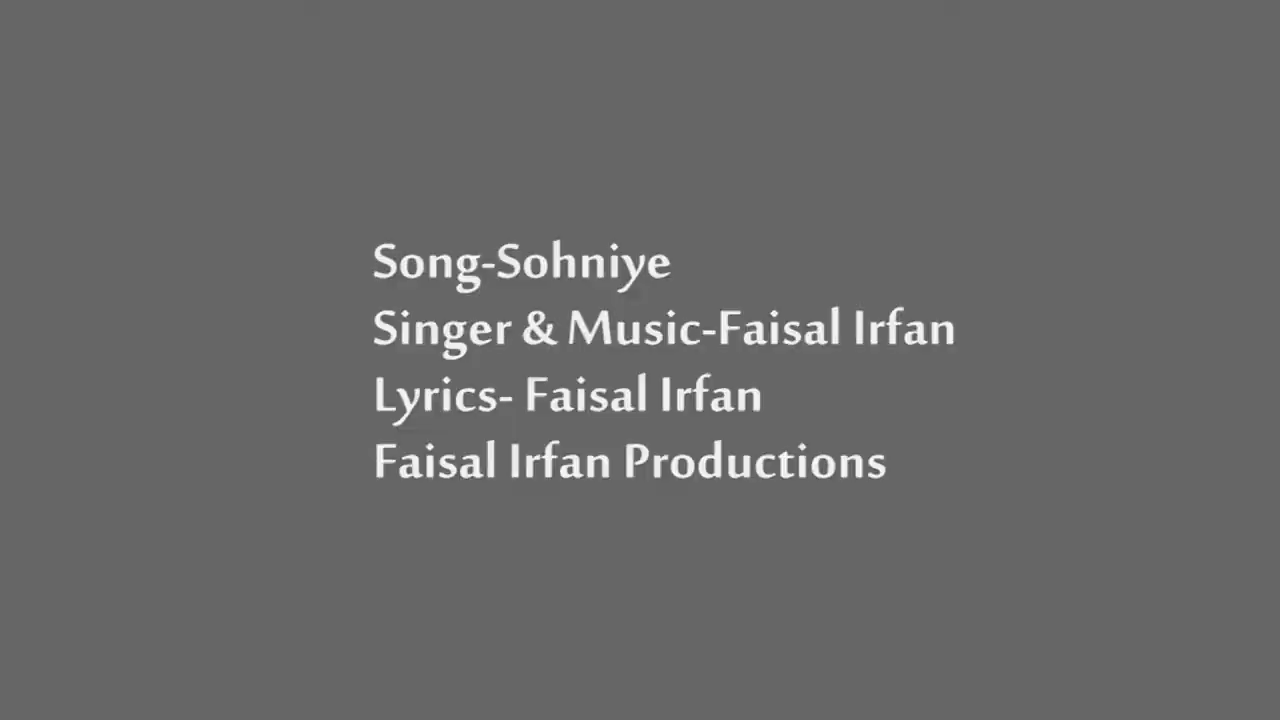 Song-Sohniye
Singer & Music-Faisal Irfan
Lyrics- Faisal Irfan
Faisal Irfan Productions